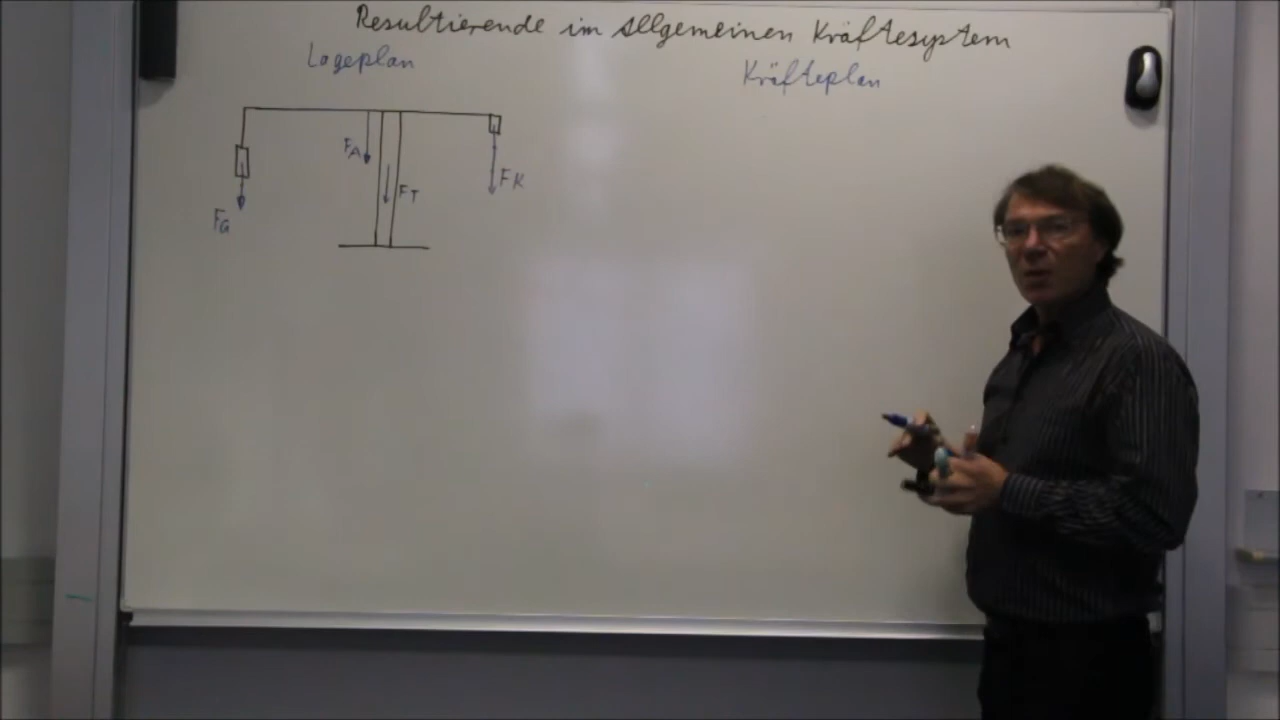 Resultierende im allgemeinen Kräftesystem
Lageplan
Kräfteplan
FA
FT
FK
FG